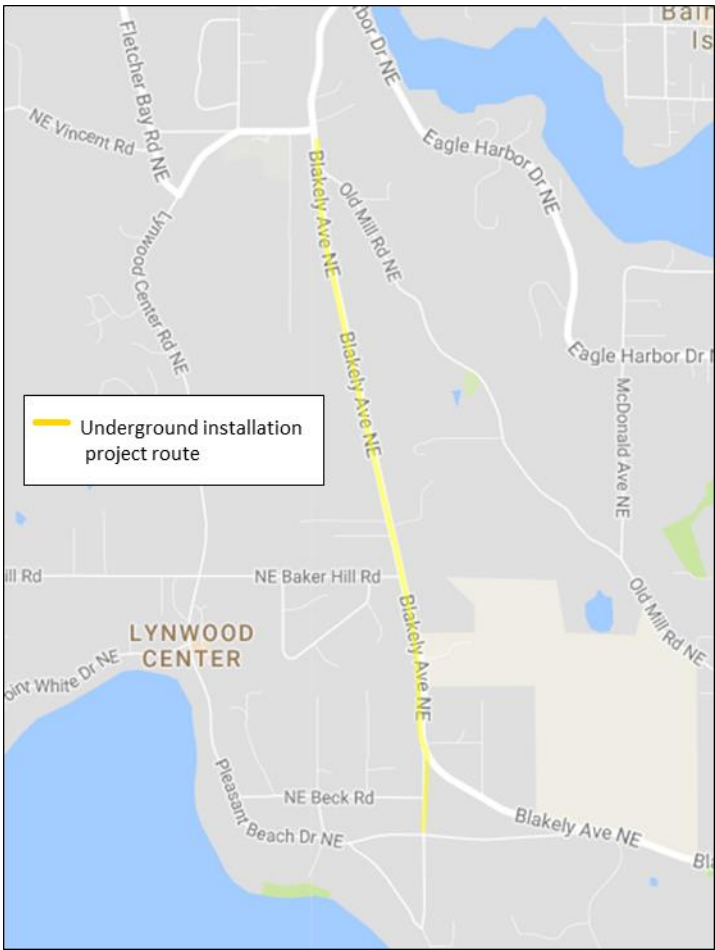 Bain
Is
Fletcher Bay Rd NE
bor Dr NE
NE Vincent Rd
Eagle Harbor Dr NE
Blakely Ave NE
Old Mill Rd NE
Lynwood Center Rd NE
Blakely Ave NE
Eagle Harbor Dr N
McDonald Ave NE
Underground installation
project route
ill Rd
NE Baker Hill Rd
Old Mill Rd NE
Blakely Ave NE
LYNWOOD
CENTER
oint White Dr NE
Pleasant
Beach Dr NE
NE Beck Rd
Blakely Ave NE
Bla